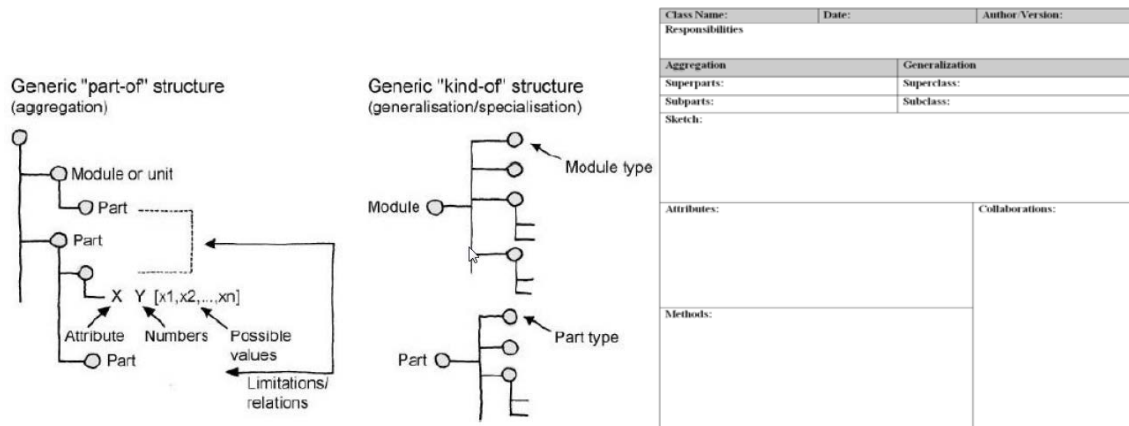 Generic "part-of" structure
(aggregation)
Module or unit
Part
Part
X Y [x1,x2,...,xn]
Attribute Numbers Possible
values
Part
Limitations/
relations
Generic "kind-of" structure
(generalisation/specialisation)
Module type
Module
Part type
Part
Class Name: Date: Author/Version:
Responsibilities
Aggregation Generalization
Superparts: Superclass:
Subparts: Subclass:
Sketch:
Attributes: Collaborations:
Methods: